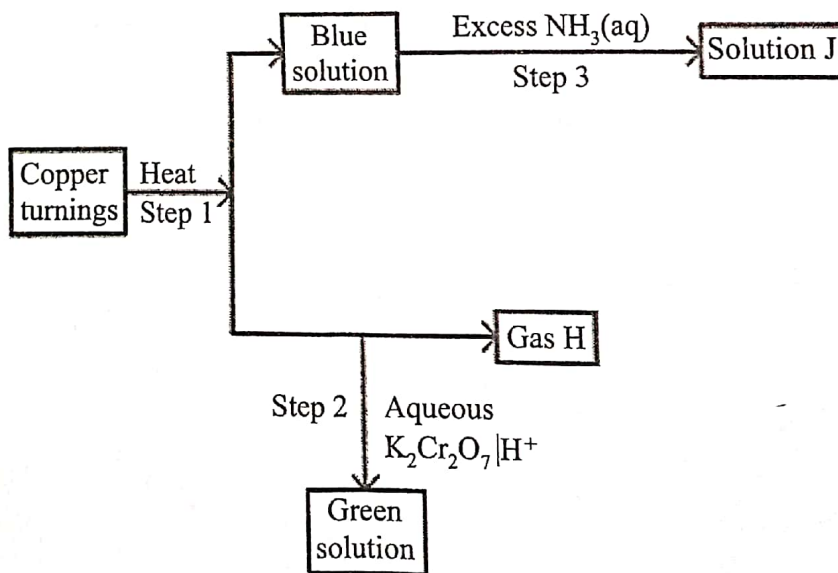 Blue
solution
Excess NH₃(aq)
Step 3
Solution J
Copper
turnings
Heat
Step 1
Gas H
Step 2
Aqueous
K₂Cr₂O₇|H⁺
Green
solution